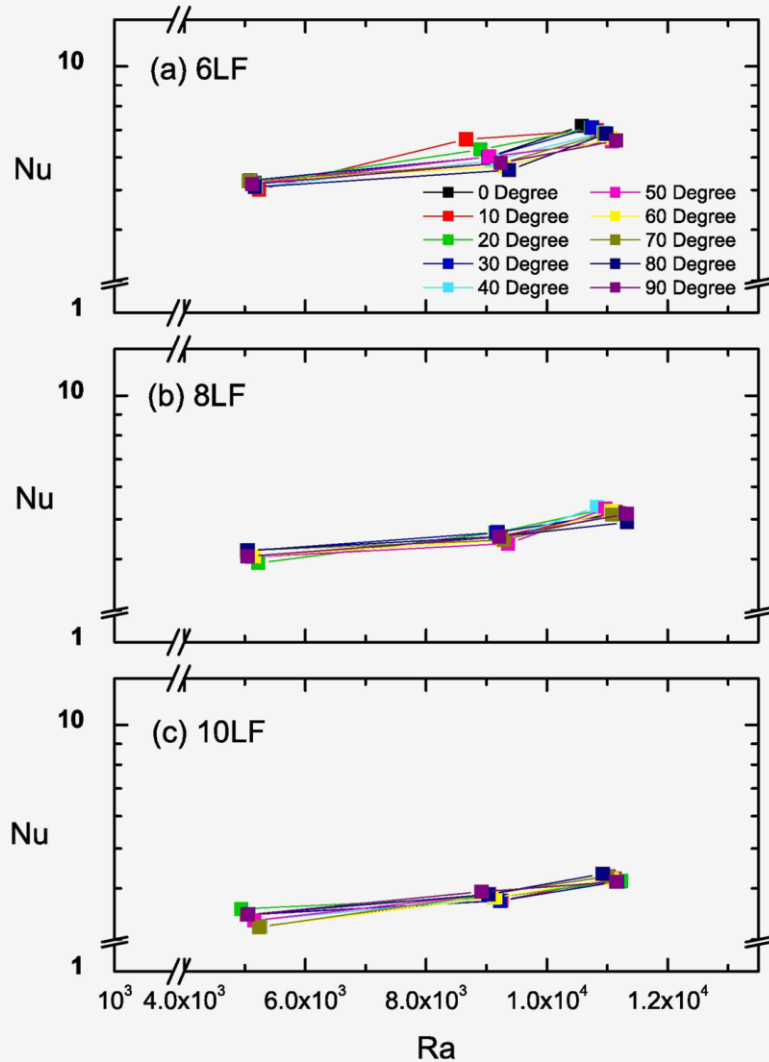 10
(a) 6LF
Nu
0 Degree
50 Degree
10 Degree
60 Degree
20 Degree
70 Degree
30 Degree
80 Degree
40 Degree
90 Degree
1
10
(b) 8LF
Nu
1
10
(c) 10LF
Nu
1
10³ 4.0x10³ 6.0x10³ 8.0x10³ 1.0x10⁴ 1.2x10⁴
Ra